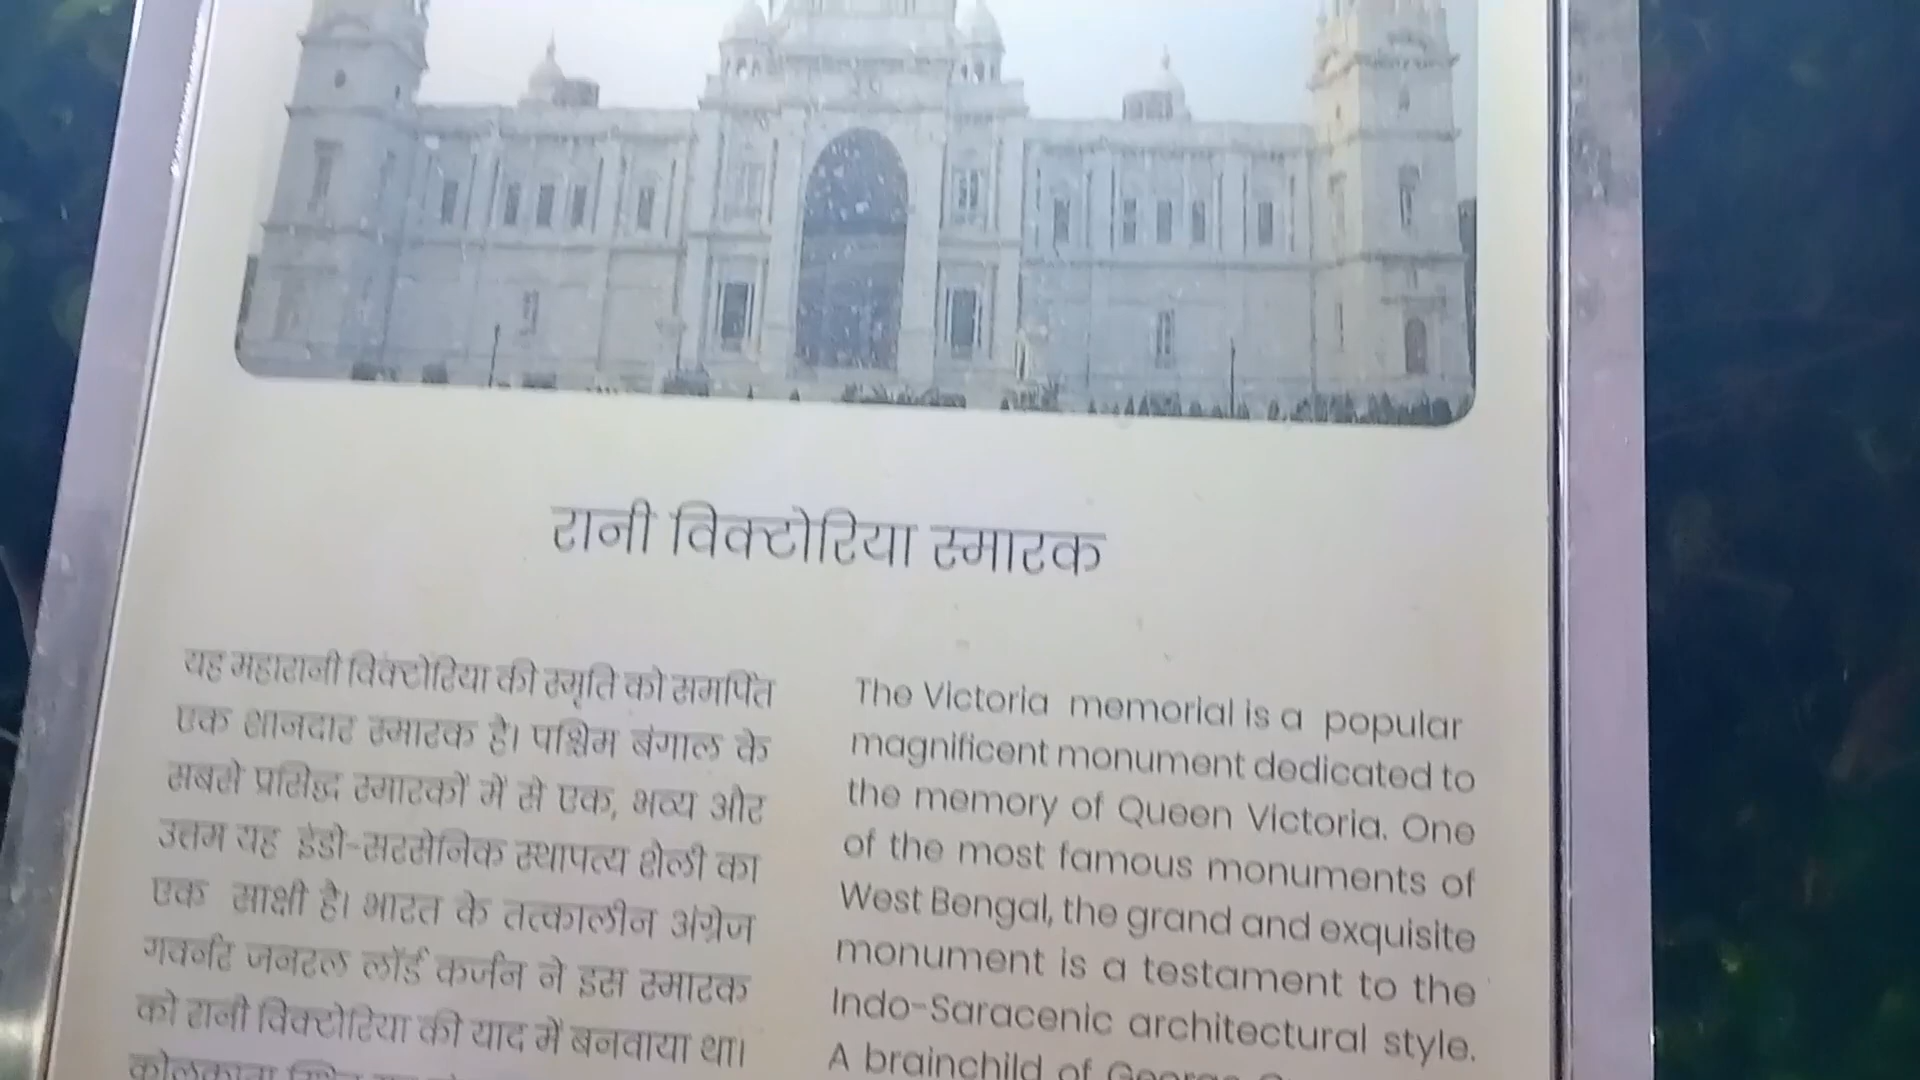 रानी विक्टोरिया स्मारक
यह महारानी विक्टोरिया की स्मृति को समर्पित
एक शानदार स्मारक है। पश्चिम बंगाल के
सबसे प्रसिद्ध स्मारकों में से एक, भव्य और
उत्तम यह इंडो-सरसेनिक स्थापत्य शैली का
एक साक्षी है। भारत के तत्कालीन अंग्रेज
गवर्नर जनरल लॉर्ड कर्जन ने इस स्मारक
को रानी विक्टोरिया की याद में बनवाया था।
कोलकाता स्थित
The Victoria memorial is a popular
magnificent monument dedicated to
the memory of Queen Victoria. One
of the most famous monuments of
West Bengal, the grand and exquisite
monument is a testament to the
Indo-Saracenic architectural style.
A brainchild of George